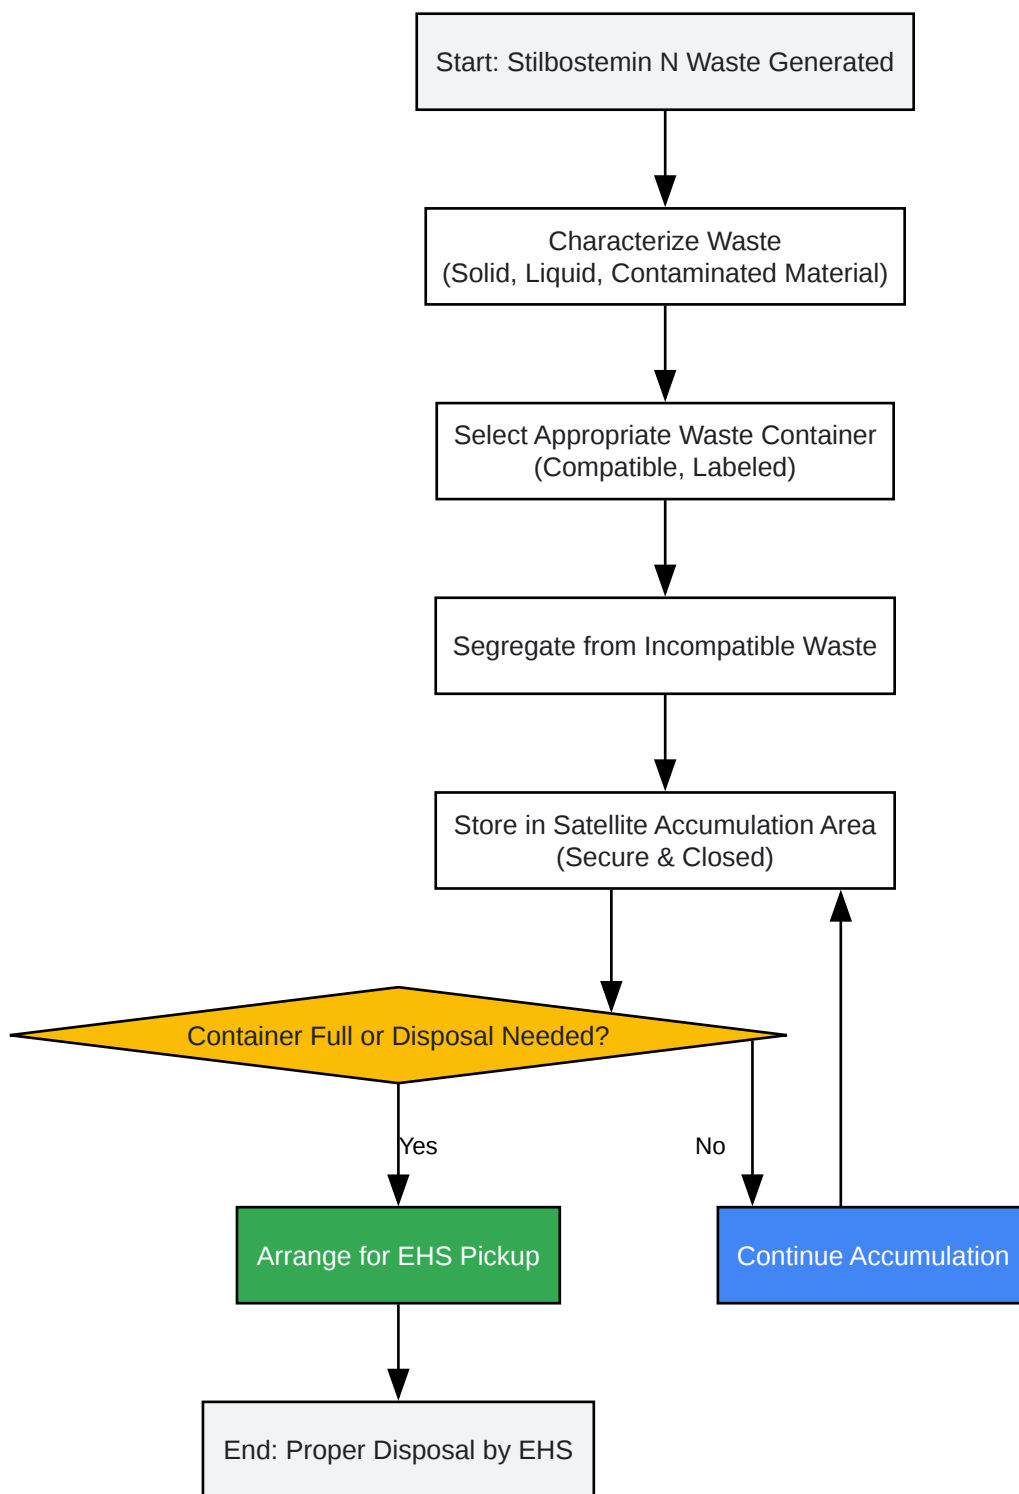 Start: Stilbostemin N Waste Generated
Characterize Waste
(Solid, Liquid, Contaminated Material)
Select Appropriate Waste Container
(Compatible, Labeled)
Segregate from Incompatible Waste
Store in Satellite Accumulation Area
(Secure & Closed)
Container Full or Disposal Needed?
Yes
No
Arrange for EHS Pickup
Continue Accumulation
End: Proper Disposal by EHS